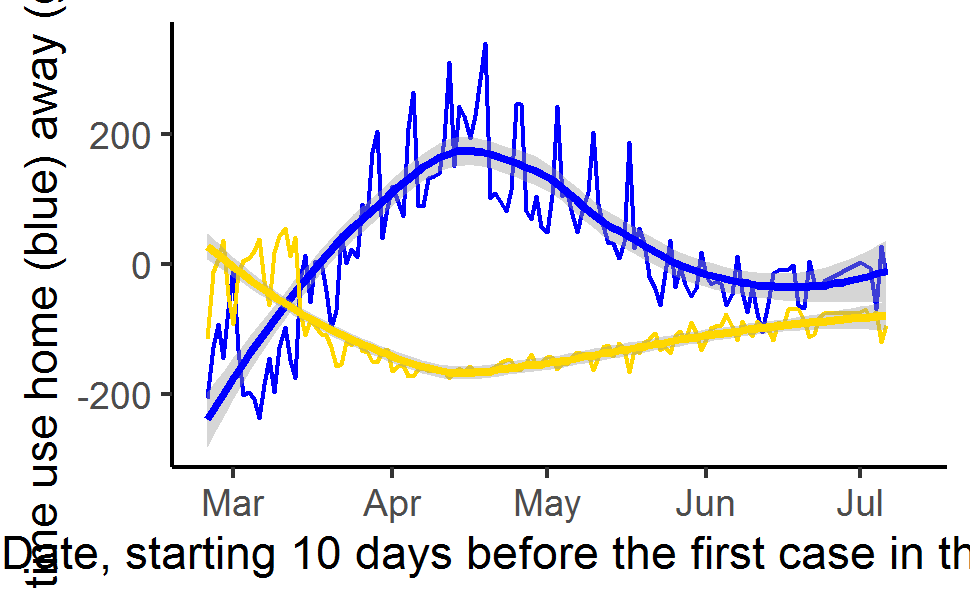 time use home (blue) away (
200
0
-200
Mar Apr May Jun Jul
Date, starting 10 days before the first case in th